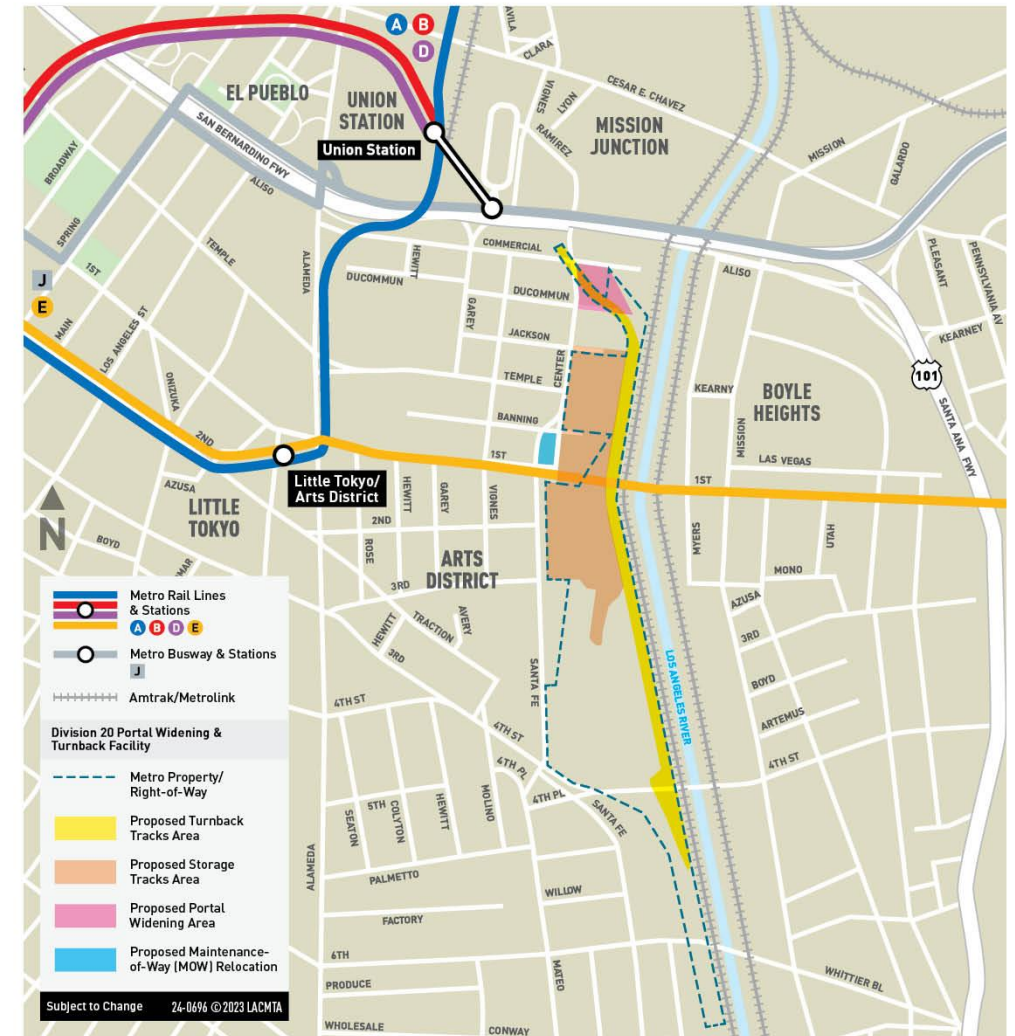 A B
D
AVILA
CLARA
VIGNES
LYON
CESAR E. CHAVEZ
EL PUEBLO
UNION
STATION
Union Station
RAMIREZ
MISSION
JUNCTION
MISSION
GALARDO
BROADWAY
SAN BERNARDINO FWY
ALISO
SPRING
TEMPLE
1ST
ALAMEDA
HEWITT
COMMERCIAL
DUCOMMUN
GAREY
DUCOMMUN
JACKSON
CENTER
TEMPLE
BANNING
ALISO
PLEASANT
PENNSYLVANIA AV
KEARNEY
J
E
MAIN
LOS ANGELES ST
ONIZUKA
2ND
KEARNY
MISSION
BOYLE
HEIGHTS
101
SANTA ANA FWY
LAS VEGAS
1ST
1ST
AZUSA
LITTLE
TOKYO
Little Tokyo/
Arts District
HEWITT
GAREY
VIGNES
2ND
ROSE
3RD
ARTS
DISTRICT
MYERS
UTAH
MONO
AZUSA
3RD
BOYD
ARTEMUS
4TH ST
N
BOYD
OMAR
AVERY
TRACTION
HEWITT
3RD
SANTA FE
LOS ANGELES RIVER
4TH ST
4TH ST
4TH PL
4TH PL
SANTA FE
5TH
SEATON
COLYTON
HEWITT
MOLINO
ALAMEDA
PALMETTO
WILLOW
FACTORY
6TH
MATEO
WHITTIER BL
PRODUCE
WHOLESALE
CONWAY
Metro Rail Lines
& Stations
A B D E
Metro Busway & Stations
J
Amtrak/Metrolink
Division 20 Portal Widening &
Turnback Facility
Metro Property/
Right-of-Way
Proposed Turnback
Tracks Area
Proposed Storage
Tracks Area
Proposed Portal
Widening Area
Proposed Maintenance-
of-Way (MOW) Relocation
Subject to Change 24-0696 ©2023 LACMTA